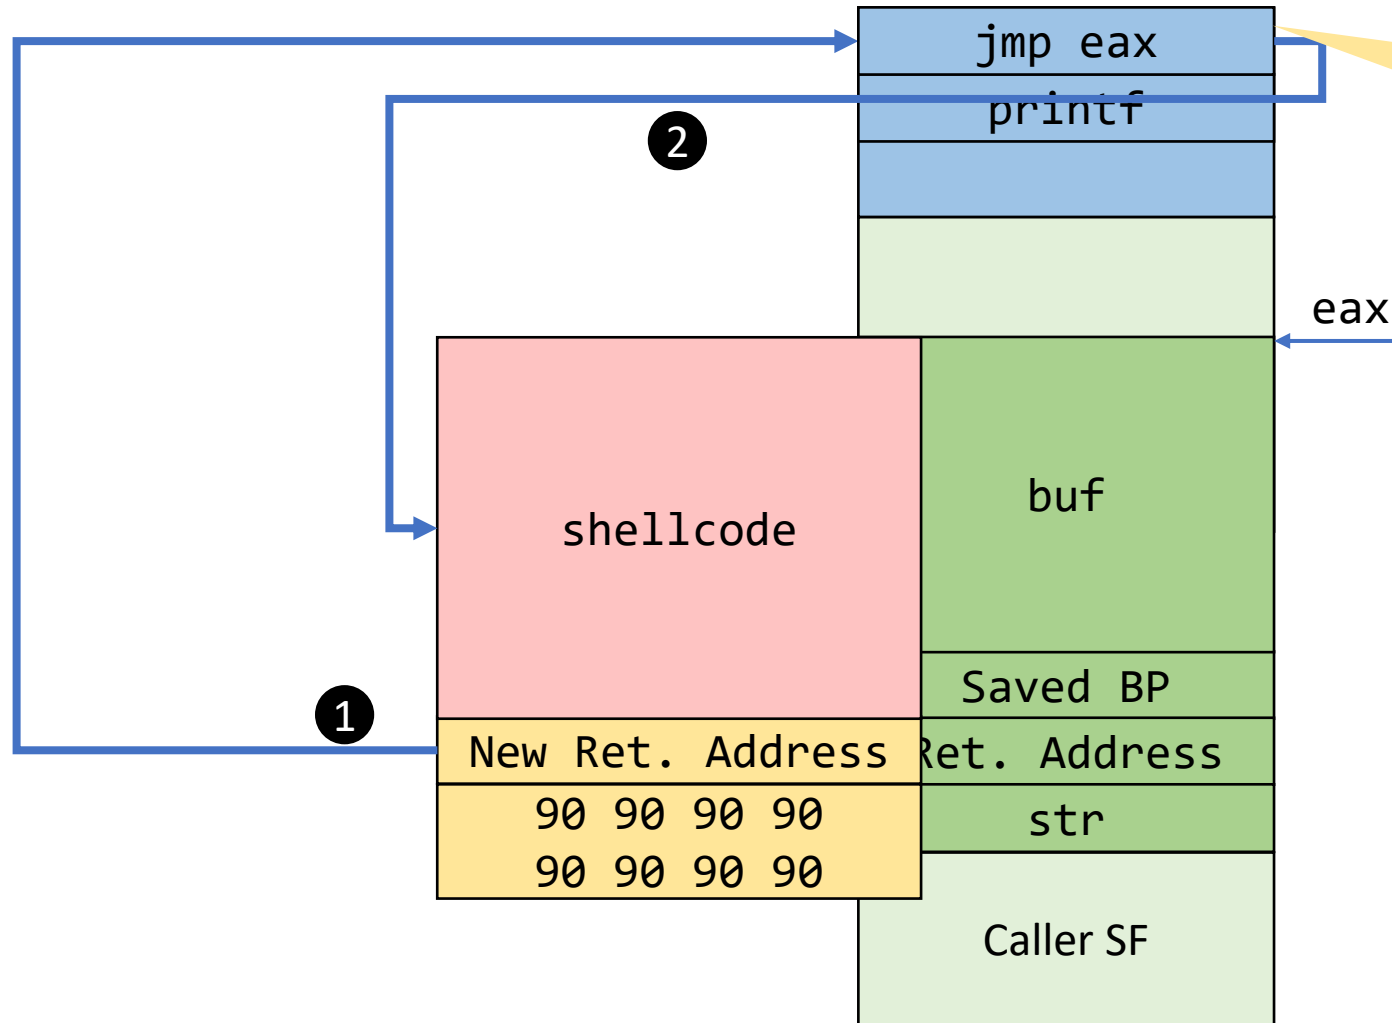 jmp eax
printf
2
eax
shellcode
buf
Saved BP
1
New Ret. Address
Ret. Address
90 90 90 90
90 90 90 90
str
Caller SF